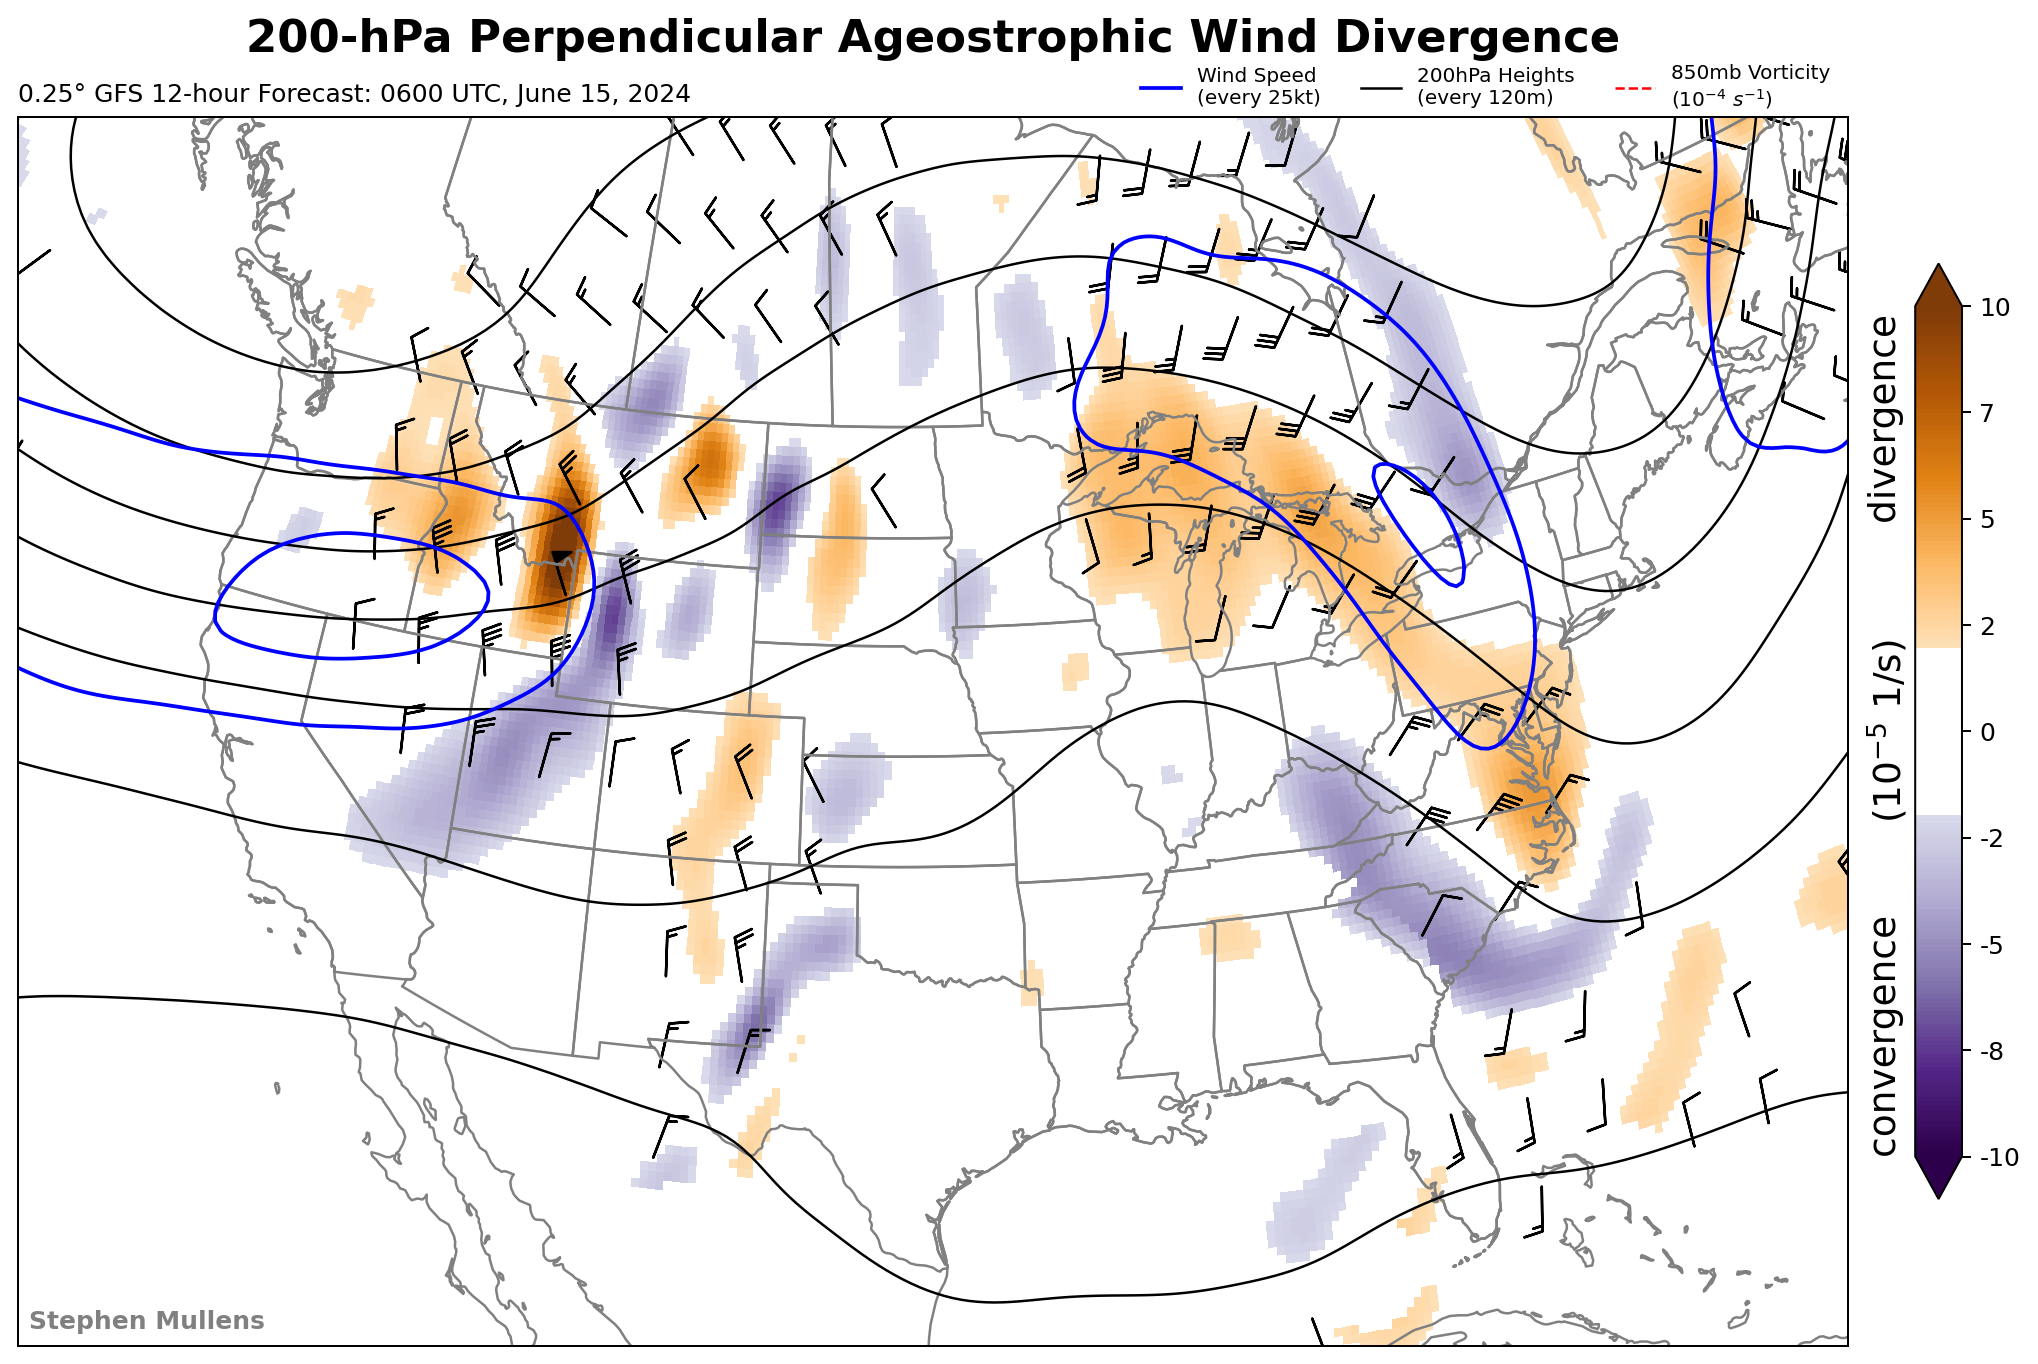 200-hPa Perpendicular Ageostrophic Wind Divergence
0.25° GFS 12-hour Forecast: 0600 UTC, June 15, 2024
Wind Speed
(every 25kt)
200hPa Heights
(every 120m)
850mb Vorticity
(10⁻⁴ s⁻¹)
10
7
5
2
0
-2
-5
-8
-10
convergence (10⁻⁵ 1/s) divergence
Stephen Mullens